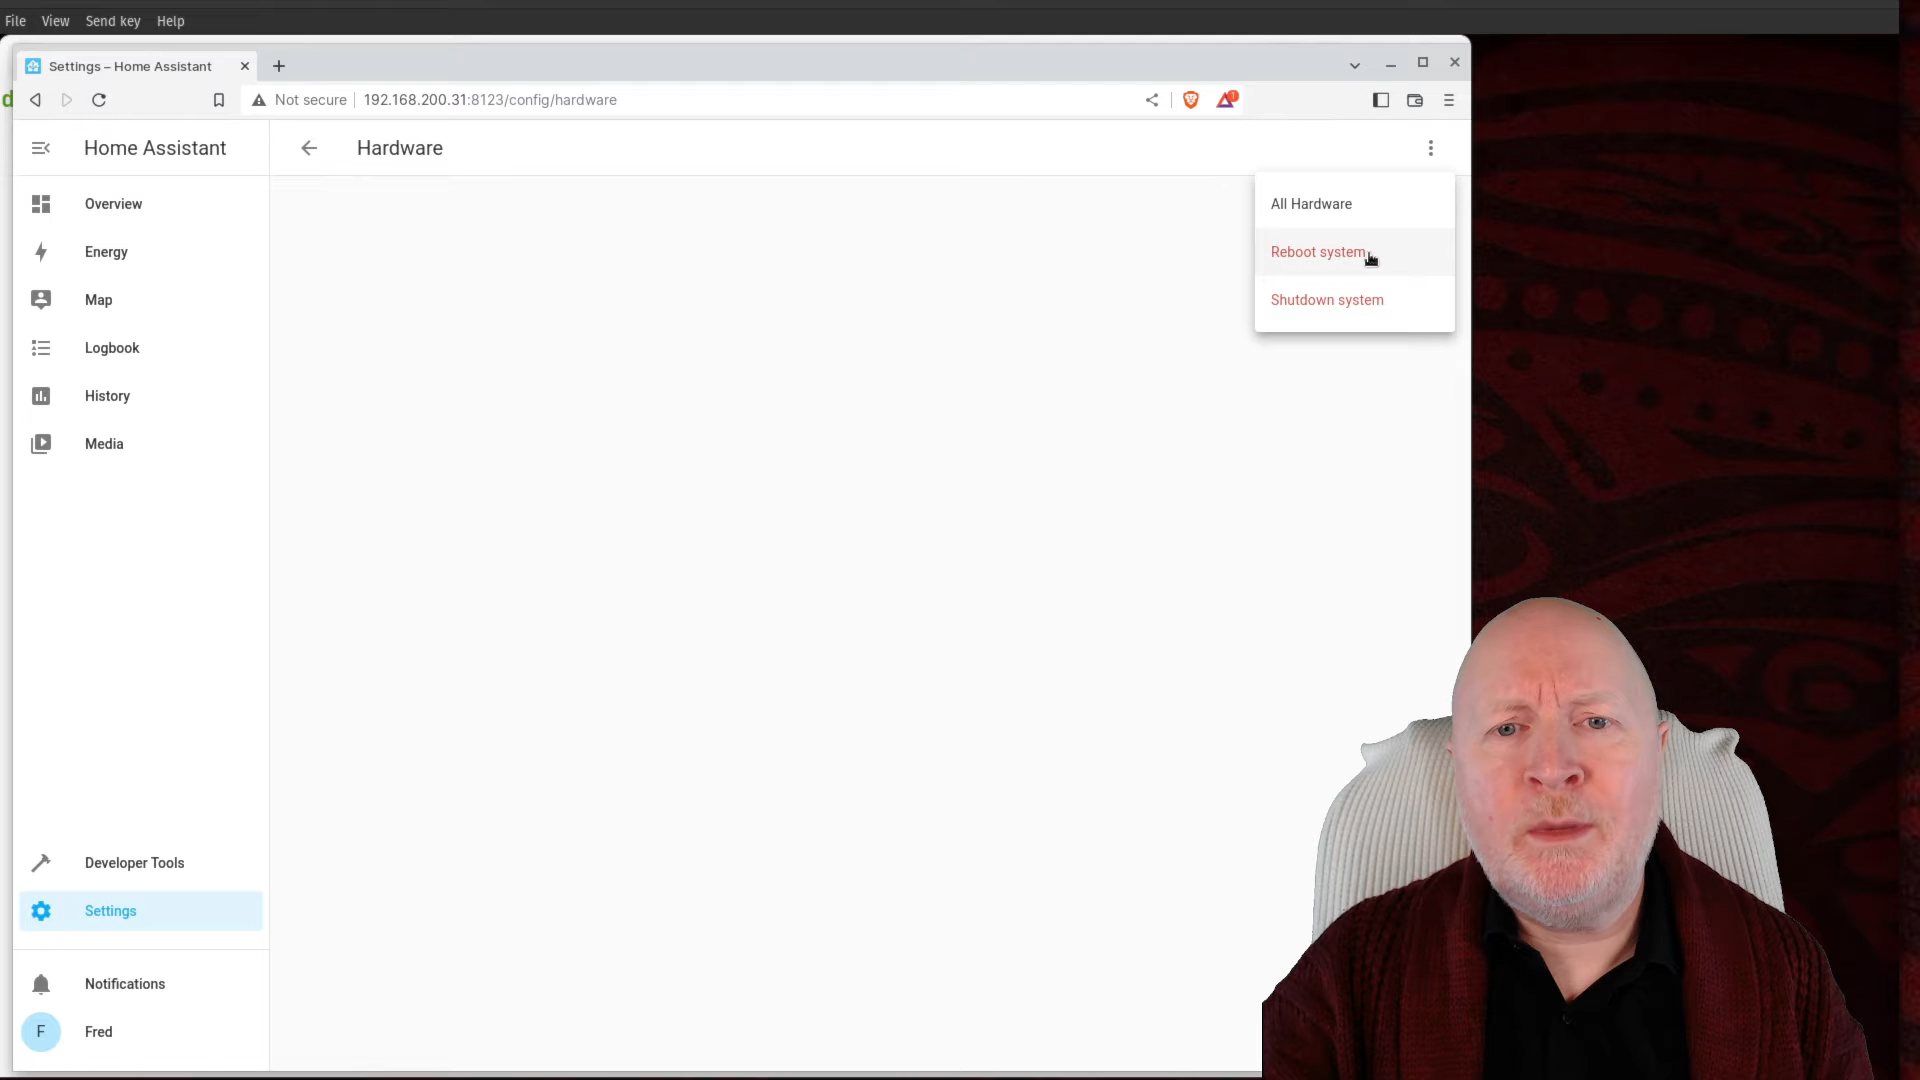 File View Send key Help
Settings – Home Assistant
Not secure 192.168.200.31:8123/config/hardware
1
Home Assistant
Hardware
Overview
All Hardware
Energy
Reboot system
Map
Shutdown system
Logbook
History
Media
Developer Tools
Settings
Notifications
F Fred